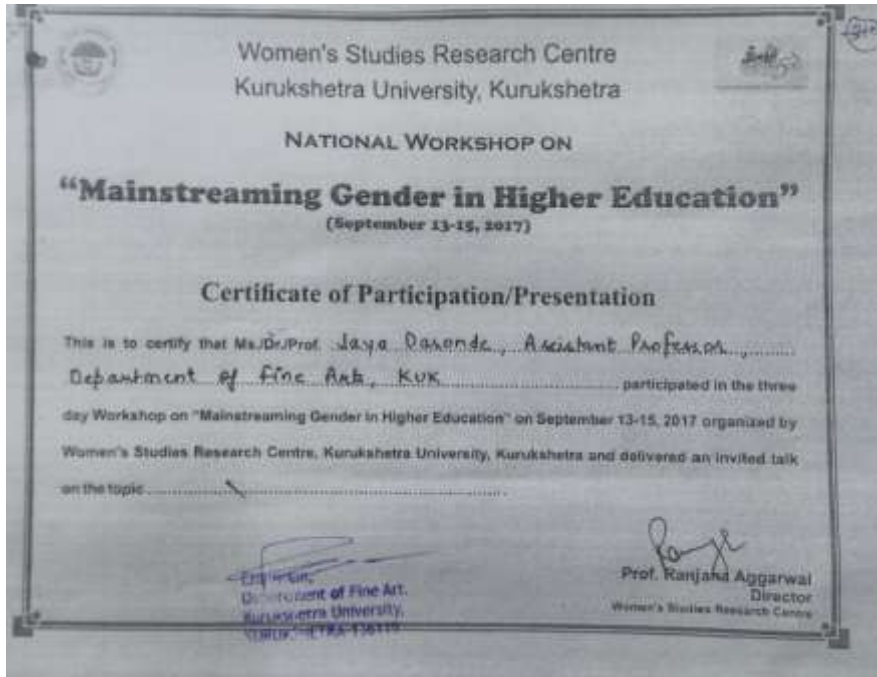 Women's Studies Research Centre
Kurukshetra University, Kurukshetra
NATIONAL WORKSHOP ON
“Mainstreaming Gender in Higher Education”
(September 13-15, 2017)
Certificate of Participation/Presentation
This is to certify that Ms./Dr./Prof. Jaya Daronde, Assistant Professor,
Department of Fine Arts, KUK participated in the three
day Workshop on "Mainstreaming Gender in Higher Education" on September 13-15, 2017 organized by
Women's Studies Research Centre, Kurukshetra University, Kurukshetra and delivered an invited talk
on the topic
Department of Fine Art.
Kurukshetra University,
KURUKSHETRA-136119
Prof. Ranjana Aggarwal
Director
Women's Studies Research Centre